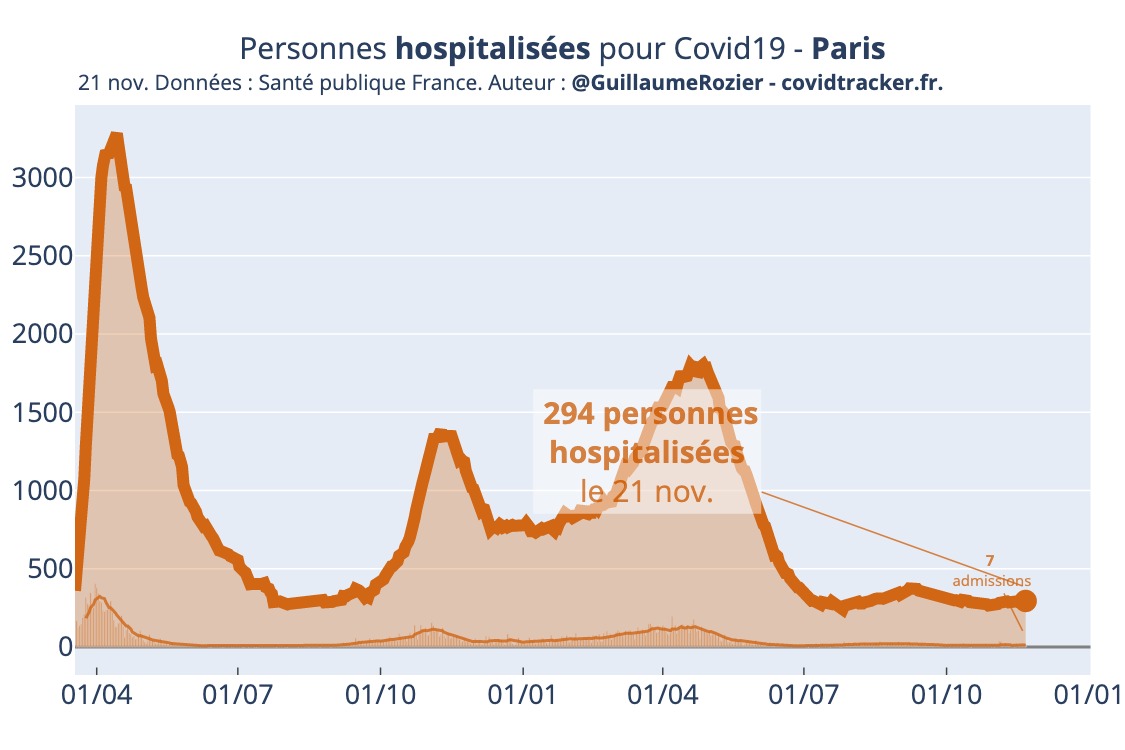 Personnes hospitalisées pour Covid19 - Paris
21 nov. Données : Santé publique France. Auteur : @GuillaumeRozier - covidtracker.fr.
3000
2500
2000
1500
1000
500
0
294 personnes
hospitalisées
le 21 nov.
7
admissions
01/04
01/07
01/10
01/01
01/04
01/07
01/10
01/01